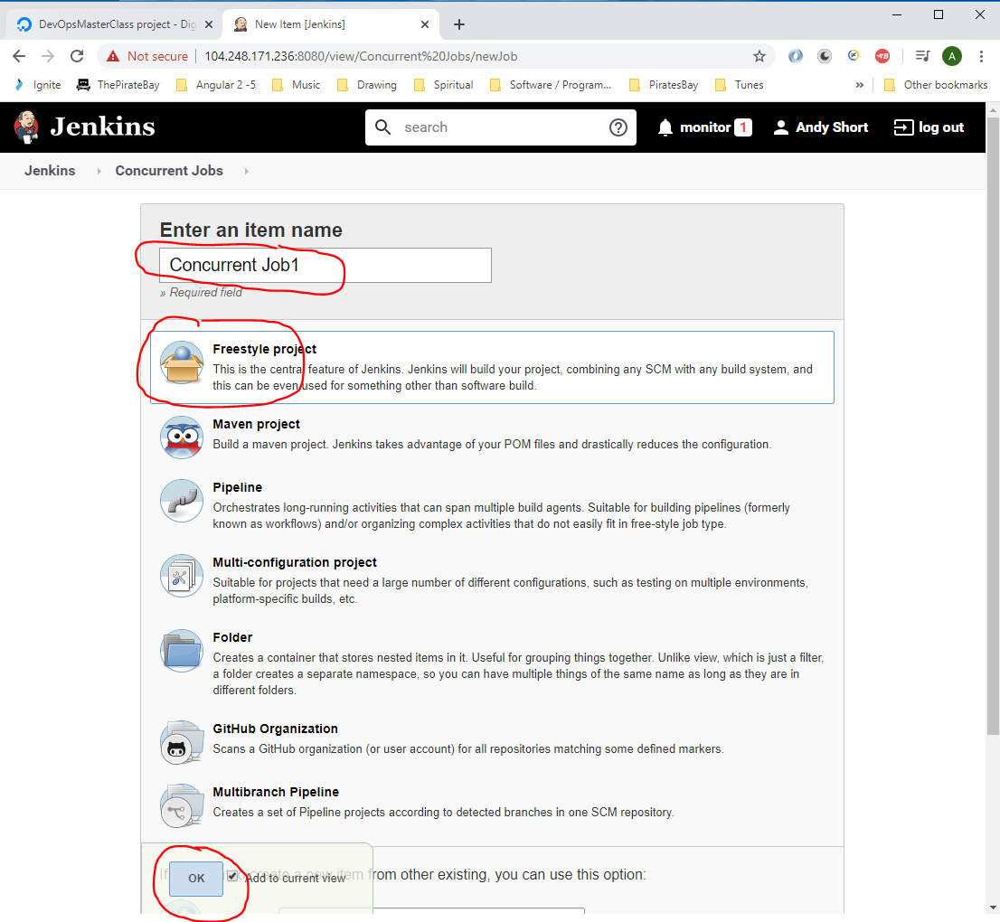 DevOpsMasterClass project - Dig
New Item [Jenkins]
Not secure
104.248.171.236:8080/view/Concurrent%20Jobs/newJob
A
Ignite
ThePirateBay
Angular 2 -5
Music
Drawing
Spiritual
Software / Program...
PiratesBay
Tunes
»
Other bookmarks
Jenkins
search
monitor 1
Andy Short
log out
Jenkins
Concurrent Jobs
Enter an item name
Concurrent Job1
» Required field
Freestyle project
This is the central feature of Jenkins. Jenkins will build your project, combining any SCM with any build system, and
this can be even used for something other than software build.
Maven project
Build a maven project. Jenkins takes advantage of your POM files and drastically reduces the configuration.
Pipeline
Orchestrates long-running activities that can span multiple build agents. Suitable for building pipelines (formerly
known as workflows) and/or organizing complex activities that do not easily fit in free-style job type.
Multi-configuration project
Suitable for projects that need a large number of different configurations, such as testing on multiple environments,
platform-specific builds, etc.
Folder
Creates a container that stores nested items in it. Useful for grouping things together. Unlike view, which is just a filter,
a folder creates a separate namespace, so you can have multiple things of the same name as long as they are in
different folders.
GitHub Organization
Scans a GitHub organization (or user account) for all repositories matching some defined markers.
Multibranch Pipeline
Creates a set of Pipeline projects according to detected branches in one SCM repository.
create a new item from other existing, you can use this option:
OK
Add to current view